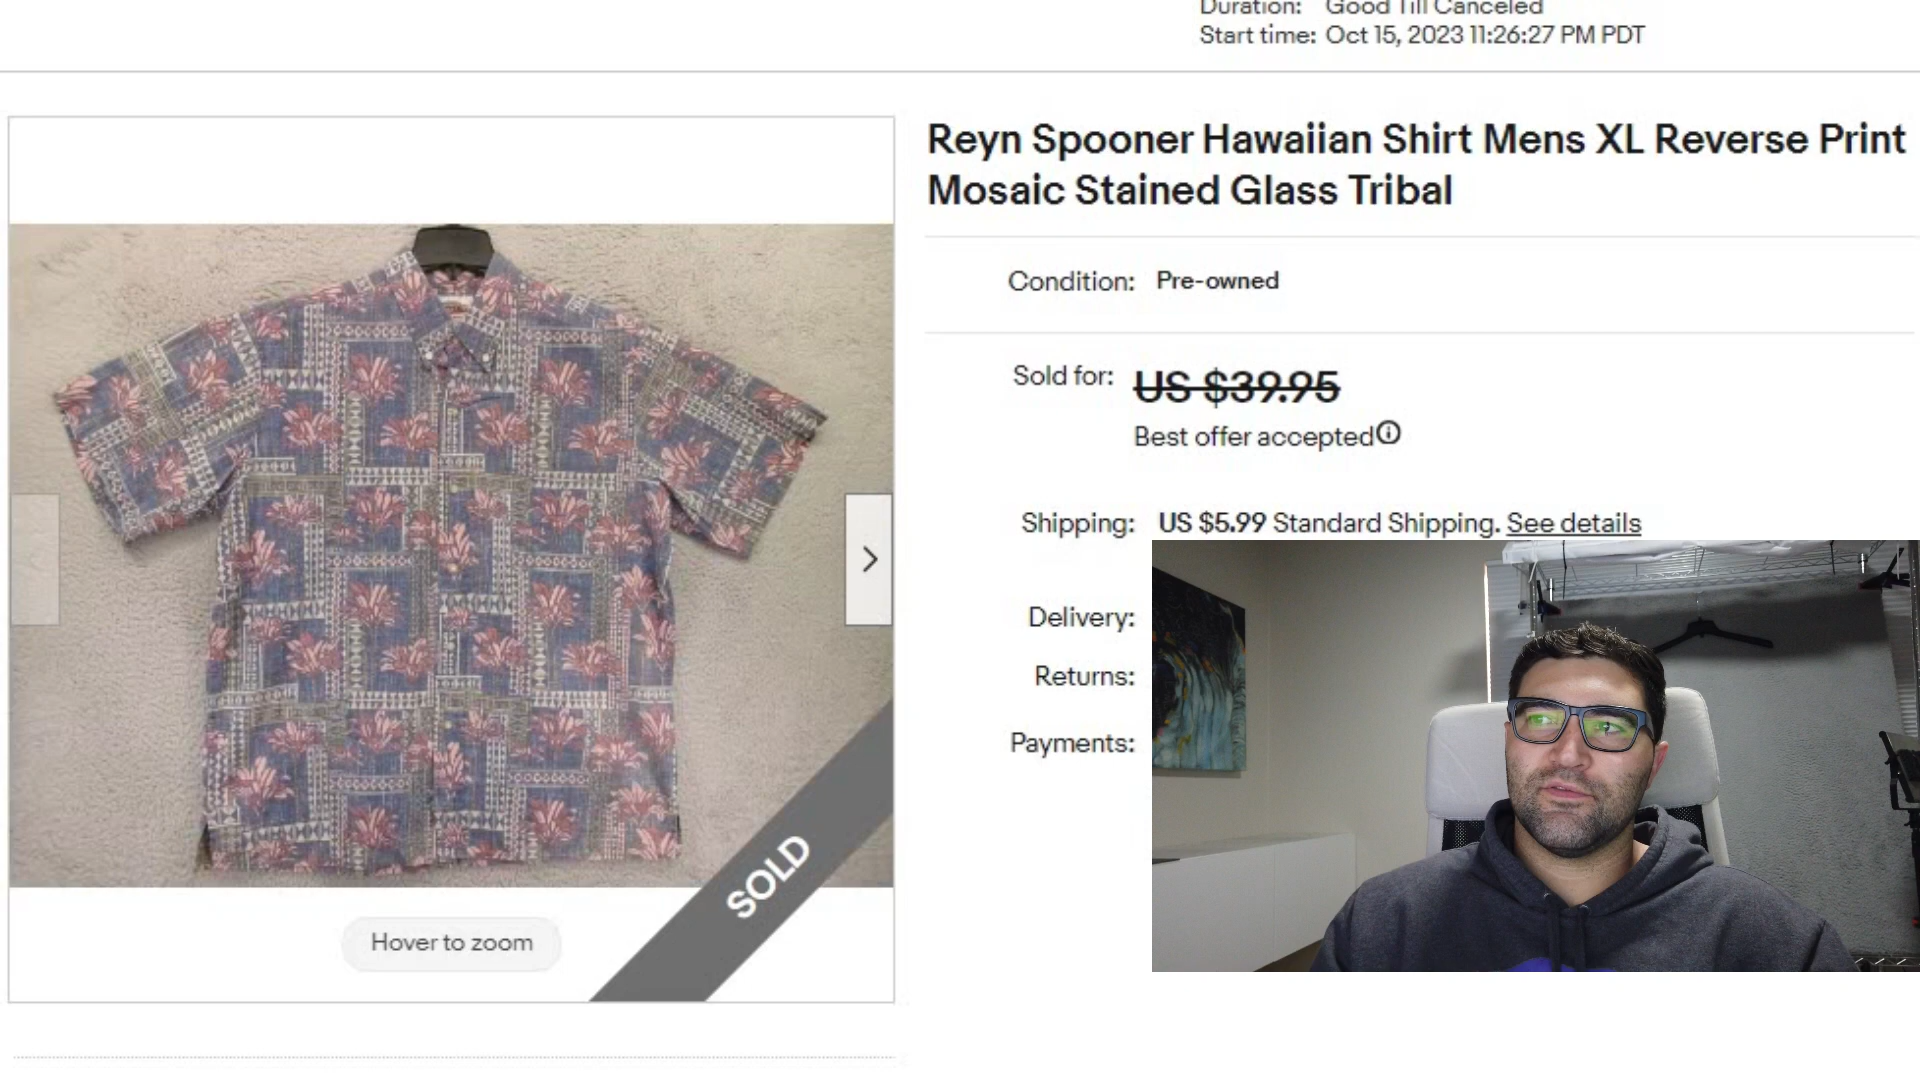 Duration: Good Till Canceled
Start time: Oct 15, 2023 11:26:27 PM PDT
Reyn Spooner Hawaiian Shirt Mens XL Reverse Print
Mosaic Stained Glass Tribal
Condition: Pre-owned
Sold for: US $39.95
Best offer accepted
Shipping: US $5.99 Standard Shipping. See details
Delivery:
Returns:
Payments:
SOLD
Hover to zoom